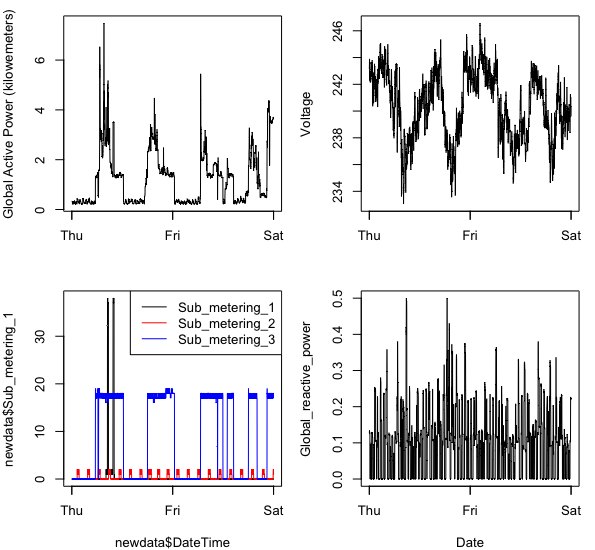 Global Active Power (kilowemeters)
0 2 4 6
Thu Fri Sat
Voltage
234 238 242 246
Thu Fri Sat
newdata$Sub_metering_1
0 10 20 30
Sub_metering_1
Sub_metering_2
Sub_metering_3
Thu Fri Sat
newdata$DateTime
Global_reactive_power
0.0 0.1 0.2 0.3 0.4 0.5
Thu Fri Sat
Date